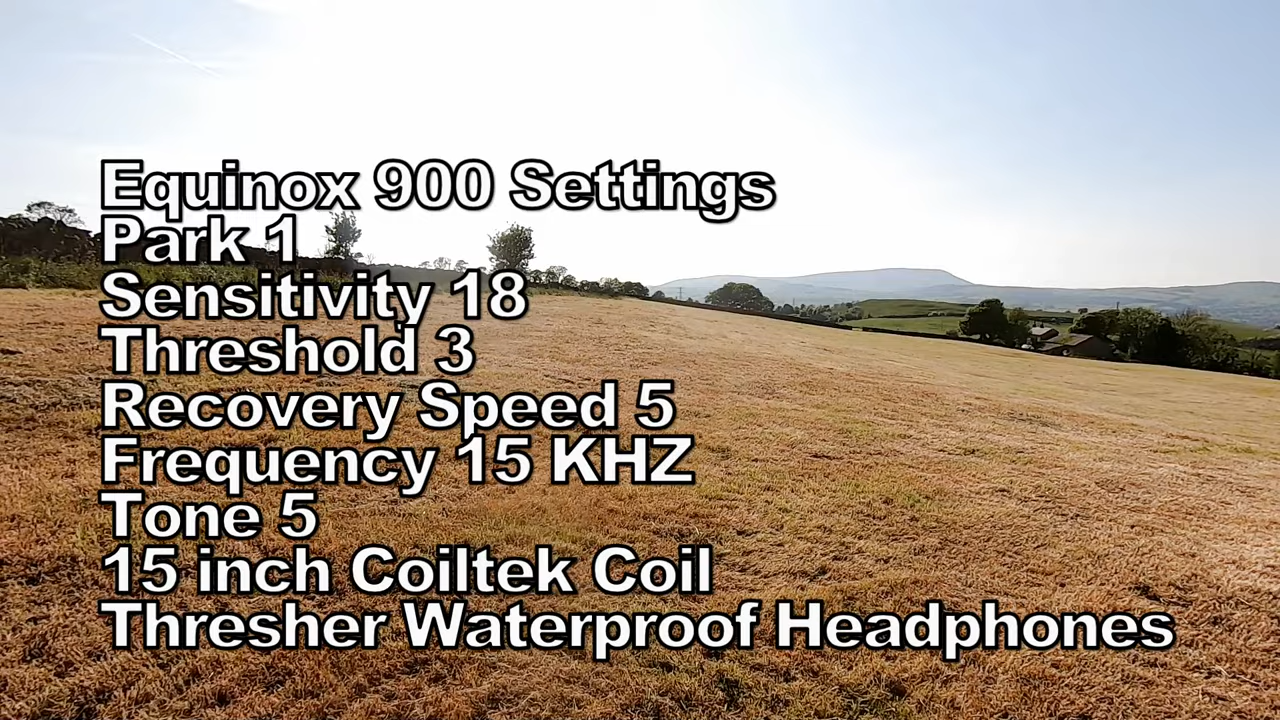 Equinox 900 Settings
Park 1
Sensitivity 18
Threshold 3
Recovery Speed 5
Frequency 15 KHZ
Tone 5
15 inch Coiltek Coil
Thresher Waterproof Headphones